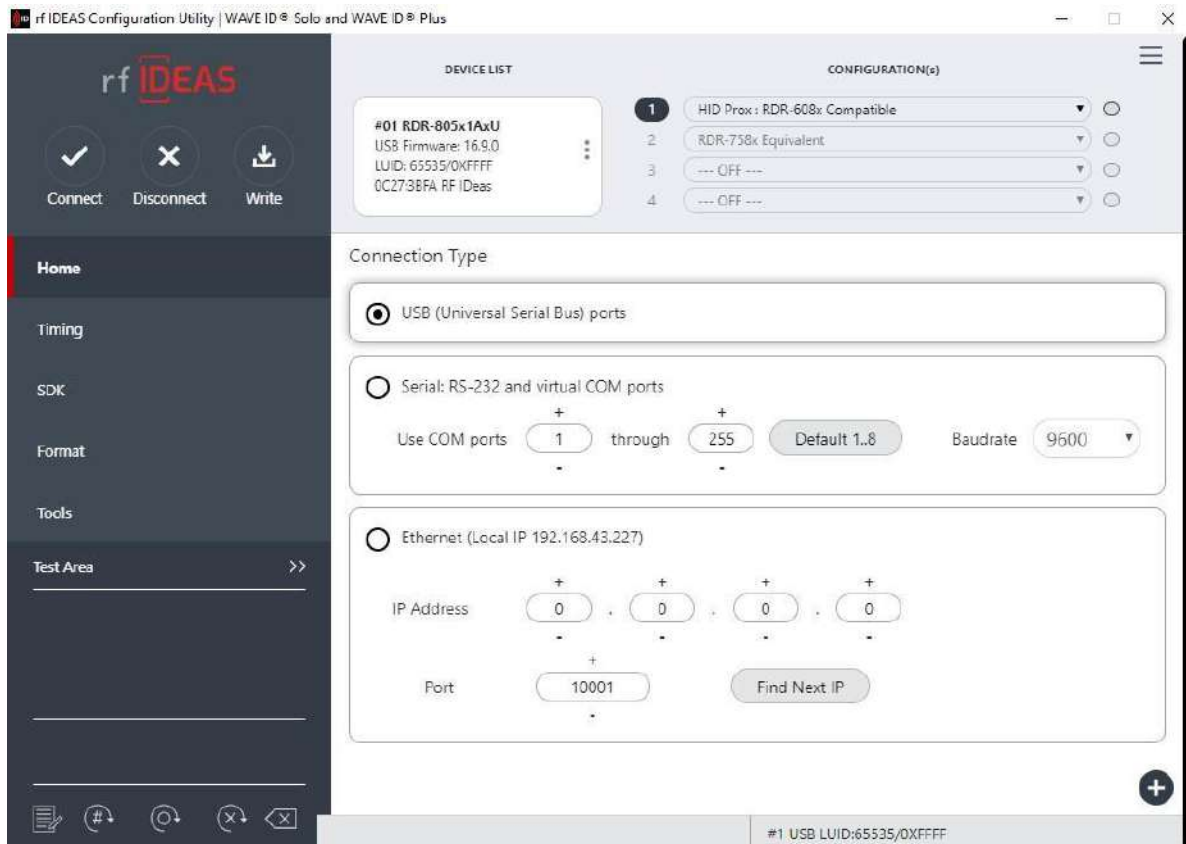 rf IDEAS Configuration Utility | WAVE ID® Solo and WAVE ID® Plus
rf IDEAS
Connect Disconnect Write
Home
Timing
SDK
Format
Tools
Test Area >>
DEVICE LIST
#01 RDR-805x1AxU
USB Firmware: 16.9.0
LUID: 65535/0XFFFF
0C27:3BFA RF IDeas
CONFIGURATION(s)
1 HID Prox : RDR-608x Compatible
2 RDR-758x Equivalent
3 --- OFF ---
4 --- OFF ---
Connection Type
USB (Universal Serial Bus) ports
Serial: RS-232 and virtual COM ports
+ +
Use COM ports 1 through 255 Default 1..8 Baudrate 9600
- -
Ethernet (Local IP 192.168.43.227)
+ + + +
IP Address 0 . 0 . 0 . 0
- - - -
+
Port 10001 Find Next IP
-
#1 USB LUID:65535/0XFFFF